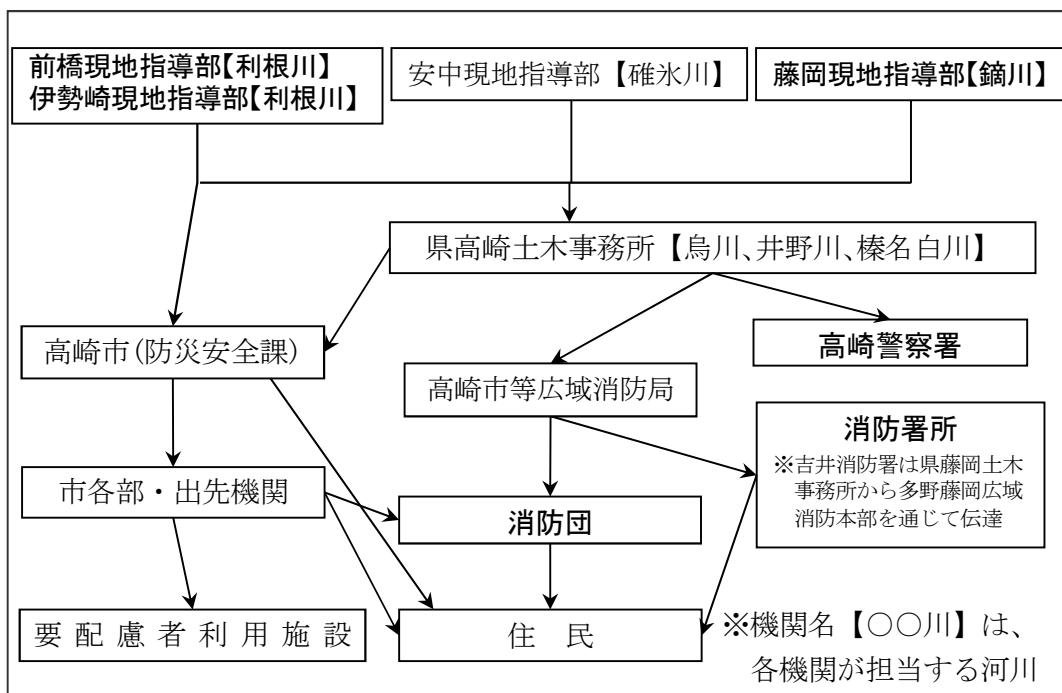 前橋現地指導部【利根川】
伊勢崎現地指導部【利根川】
安中現地指導部【碓氷川】
藤岡現地指導部【鏑川】
県高崎土木事務所【烏川、井野川、榛名白川】
高崎市(防災安全課)
高崎警察署
高崎市等広域消防局
消防署所
※吉井消防署は県藤岡土木
事務所から多野藤岡広域
消防本部を通じて伝達
市各部・出先機関
消防団
要配慮者利用施設
住 民
※機関名【○○川】は、
各機関が担当する河川